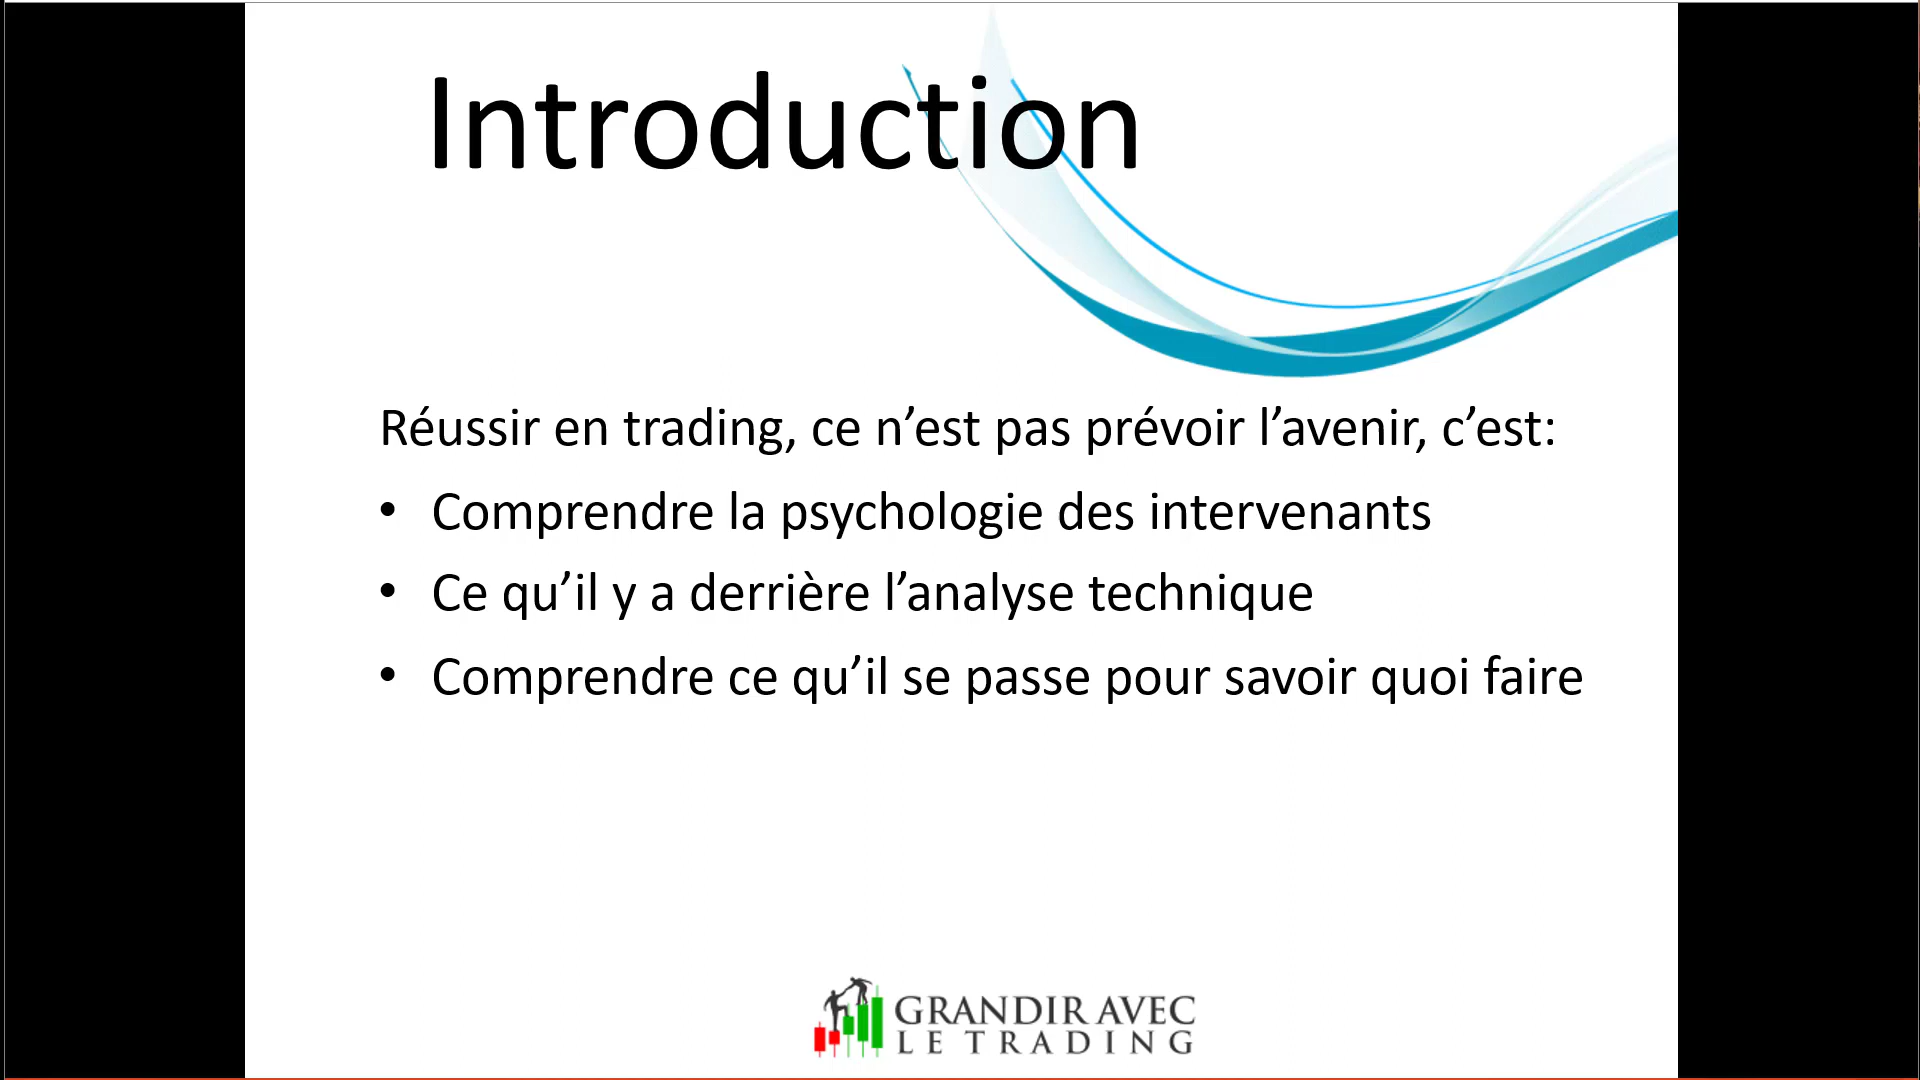 Introduction
Réussir en trading, ce n’est pas prévoir l’avenir, c’est:
• Comprendre la psychologie des intervenants
• Ce qu’il y a derrière l’analyse technique
• Comprendre ce qu’il se passe pour savoir quoi faire
GRANDIR AVEC
LE TRADING